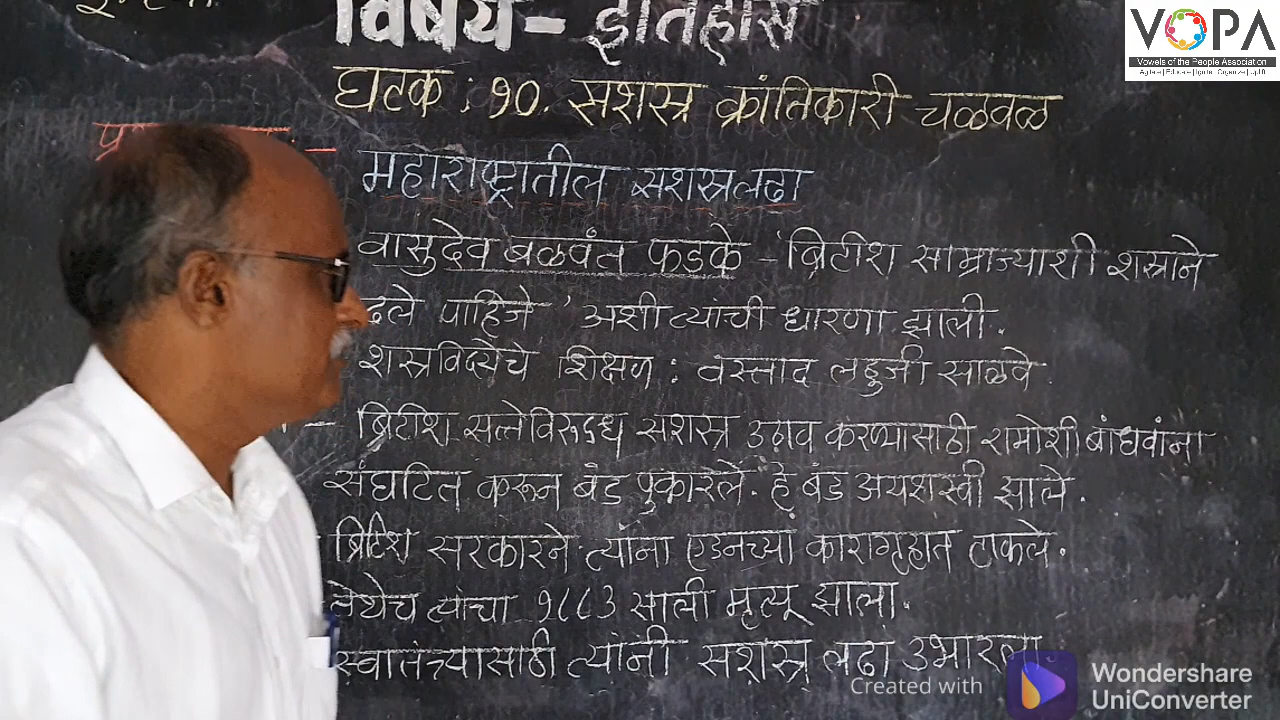 विषय - इतिहास
घटक : १०. सशस्त्र क्रांतिकारी चळवळ
महाराष्ट्रातील सशस्त्रलढा
वासुदेव बळवंत फडके - 'ब्रिटीश साम्राज्याशी शस्त्राने
पाहिजे ' अशी त्यांची धारणा झाली.
शस्त्रविद्येचे शिक्षण : वस्ताद लहुजी साळवे.
- ब्रिटिश सत्तेविरूद्ध सशस्त्र उठाव करण्यासाठी रामोशी बांधवांना
संघटित करून बंड पुकारले. हे बंड अयशस्वी झाले.
ब्रिटिश सरकारने त्यांना एडनच्या कारागृहात टाकले.
तेथेच त्यांचा १८८३ साली मृत्यू झाला.
स्वातंत्र्यासाठी त्यांनी सशस्त्र लढा उभारला.
VOPA
Vowels of the People Association
Created with Wondershare UniConverter